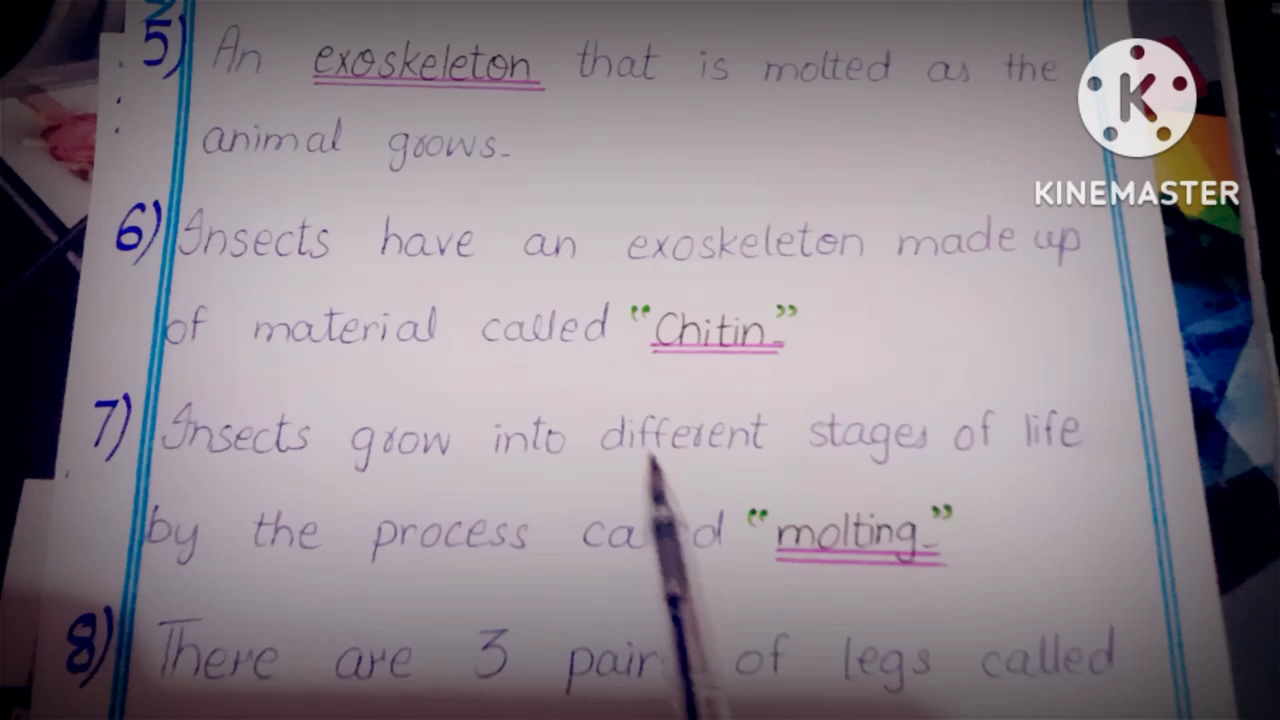 5) An exoskeleton that is molted as the
animal grows.
6) Insects have an exoskeleton made up
of material called "Chitin."
7) Insects grow into different stages of life
by the process called "molting."
8) There are 3 pair of legs called
K
KINEMASTER